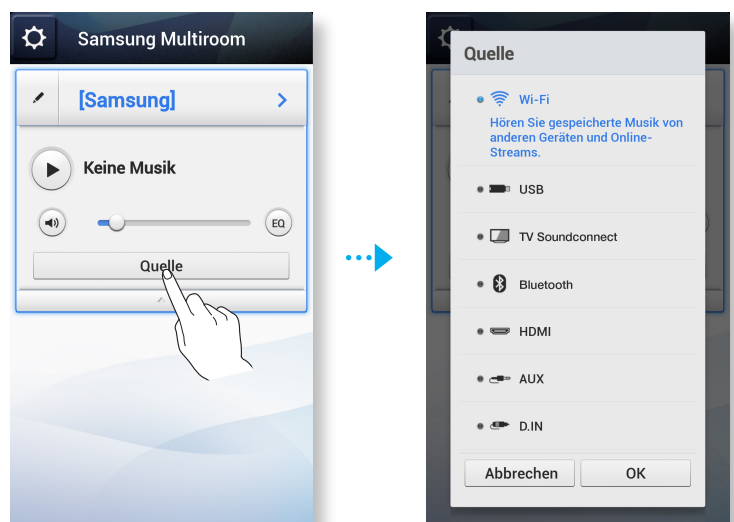 Samsung Multiroom
[Samsung]
Keine Musik
EQ
Quelle
Quelle
Wi-Fi
Hören Sie gespeicherte Musik von
anderen Geräten und Online-
Streams.
USB
TV Soundconnect
Bluetooth
HDMI
AUX
D.IN
Abbrechen OK